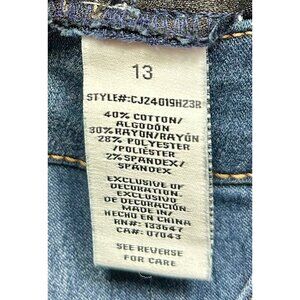 13
STYLE#:CJ24019H23R
40% COTTON/
ALGODÓN
30%RAYON/RAYÓN
28% POLYESTER
/POLIÉSTER
2% SPANDEX/
SPÁNDEX
EXCLUSIVE OF
DECORATION.
EXCLUSIVO
DE DECORACIÓN.
MADE IN/
HECHO EN CHINA
RN#: 133647
CA#: 07043
SEE REVERSE
FOR CARE